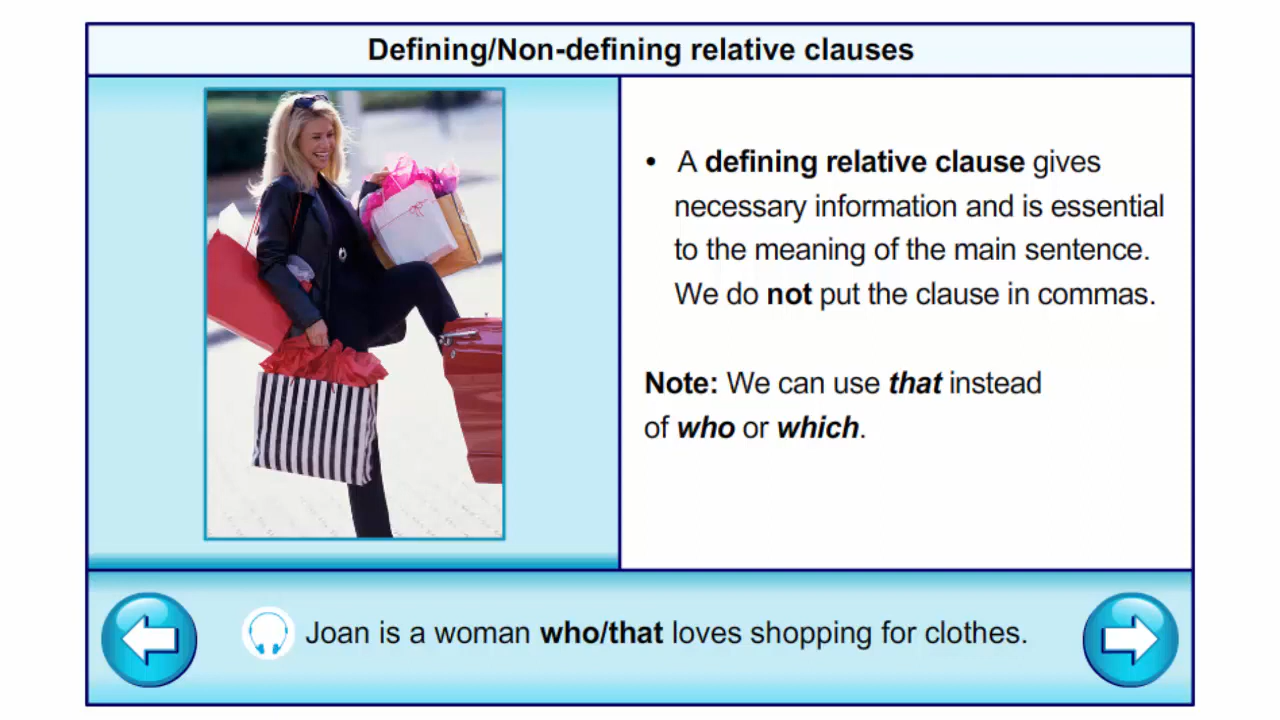 Defining/Non-defining relative clauses
• A defining relative clause gives
necessary information and is essential
to the meaning of the main sentence.
We do not put the clause in commas.
Note: We can use that instead
of who or which.
Joan is a woman who/that loves shopping for clothes.